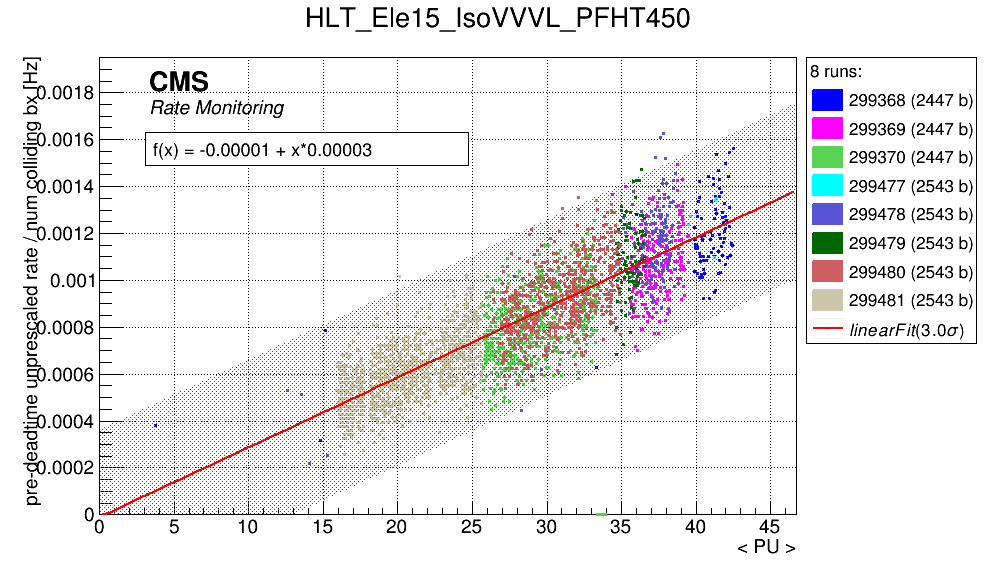 HLT_Ele15_IsoVVVL_PFHT450
pre-deadtime unprescaled rate / num colliding bx [Hz]
CMS
Rate Monitoring
f(x) = -0.00001 + x*0.00003
0.0018
0.0016
0.0014
0.0012
0.001
0.0008
0.0006
0.0004
0.0002
0
0 5 10 15 20 25 30 35 40 45
< PU >
8 runs:
299368 (2447 b)
299369 (2447 b)
299370 (2447 b)
299477 (2543 b)
299478 (2543 b)
299479 (2543 b)
299480 (2543 b)
299481 (2543 b)
linearFit(3.0σ)